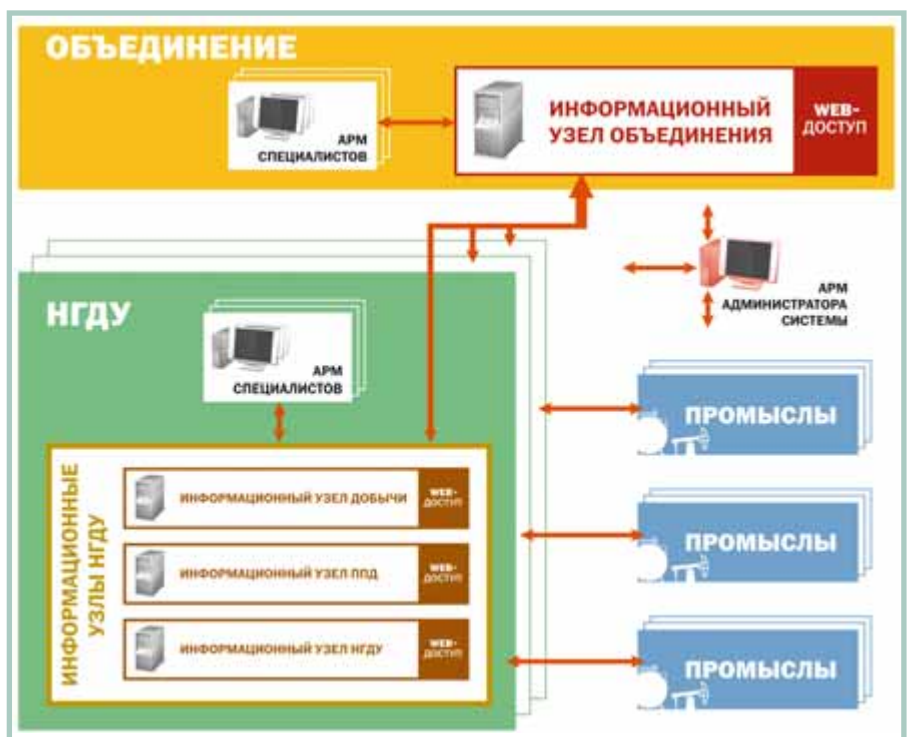 ОБЪЕДИНЕНИЕ
АРМ
СПЕЦИАЛИСТОВ
ИНФОРМАЦИОННЫЙ
УЗЕЛ ОБЪЕДИНЕНИЯ
WEB-
ДОСТУП
АРМ
АДМИНИСТРАТОРА
СИСТЕМЫ
НГДУ
АРМ
СПЕЦИАЛИСТОВ
ИНФОРМАЦИОННЫЕ
УЗЛЫ НГДУ
ИНФОРМАЦИОННЫЙ УЗЕЛ ДОБЫЧИ
WEB-
ДОСТУП
ИНФОРМАЦИОННЫЙ УЗЕЛ ППД
WEB-
ДОСТУП
ИНФОРМАЦИОННЫЙ УЗЕЛ НГДУ
WEB-
ДОСТУП
ПРОМЫСЛЫ
ПРОМЫСЛЫ
ПРОМЫСЛЫ